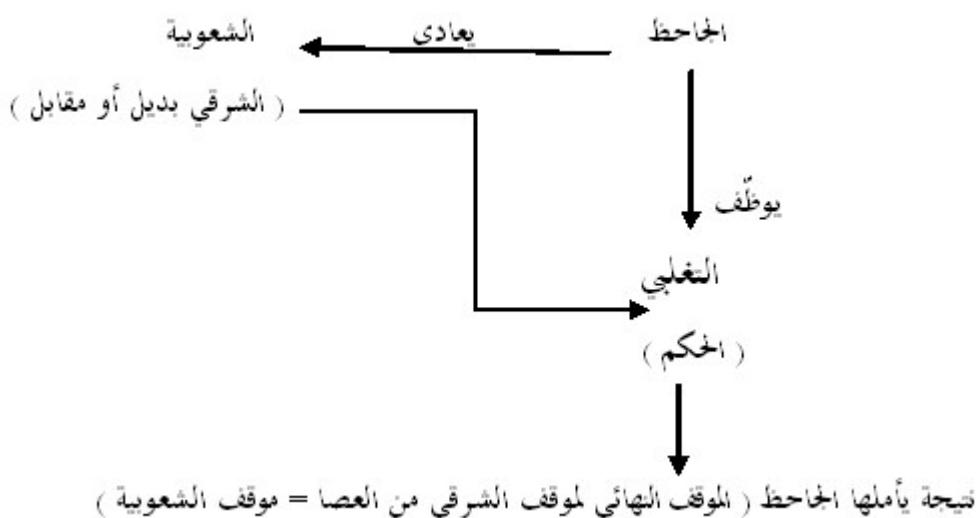 الجاحظ يعادي الشعوبية
( الشرقي بديل أو مقابل )
يوظّف
التغلبي
( الحكم )
نتيجة يأملها الجاحظ ( الموقف النهائي لموقف الشرقي من العصا = موقف الشعوبية )